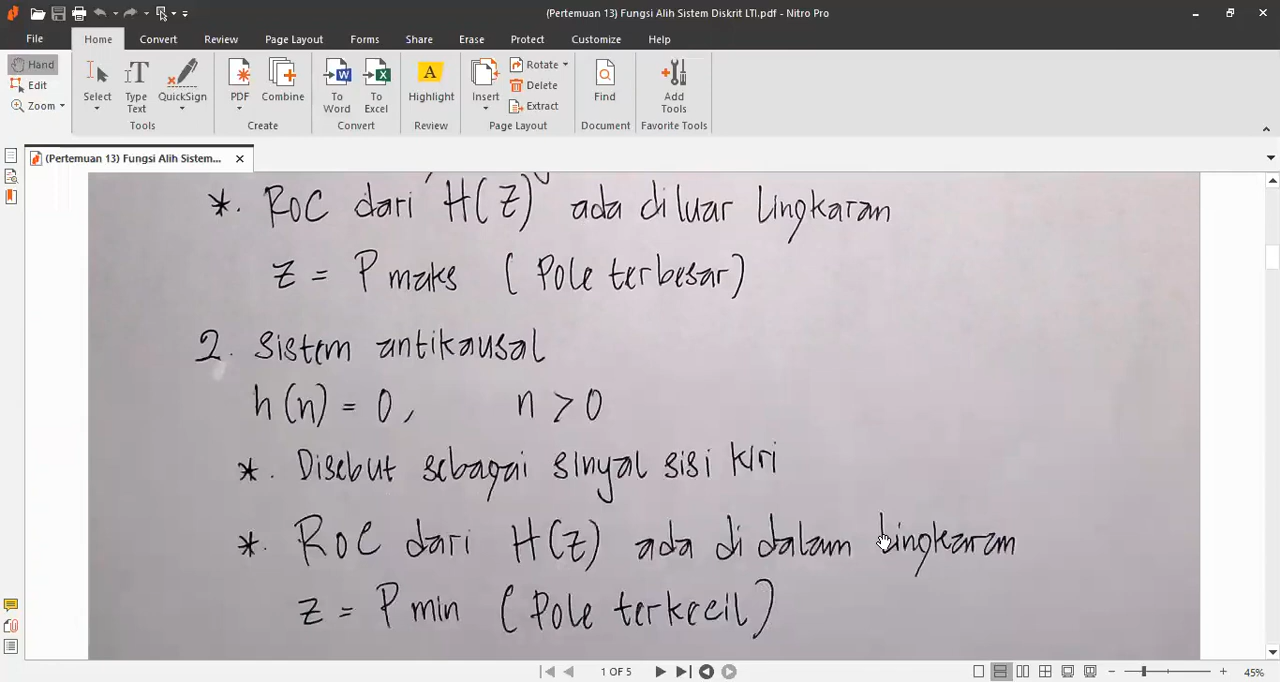 (Pertemuan 13) Fungsi Alih Sistem Diskrit LTI.pdf - Nitro Pro
File Home Convert Review Page Layout Forms Share Erase Protect Customize Help
Hand
Edit
Zoom
Select
Type Text
QuickSign
Tools
PDF
Combine
Create
To Word
To Excel
Convert
Highlight
Review
Insert
Rotate
Delete
Extract
Page Layout
Find
Document
Add Tools
Favorite Tools
(Pertemuan 13) Fungsi Alih Sistem...
*. ROC dari H(Z) ada diluar lingkaran
z = P maks (Pole terbesar)
2. Sistem antikausal
h(n) = 0, n > 0
*. Disebut sebagai sinyal sisi kiri
*. ROC dari H(z) ada di dalam lingkaran
z = P min (Pole terkecil)
1 OF 5
45%